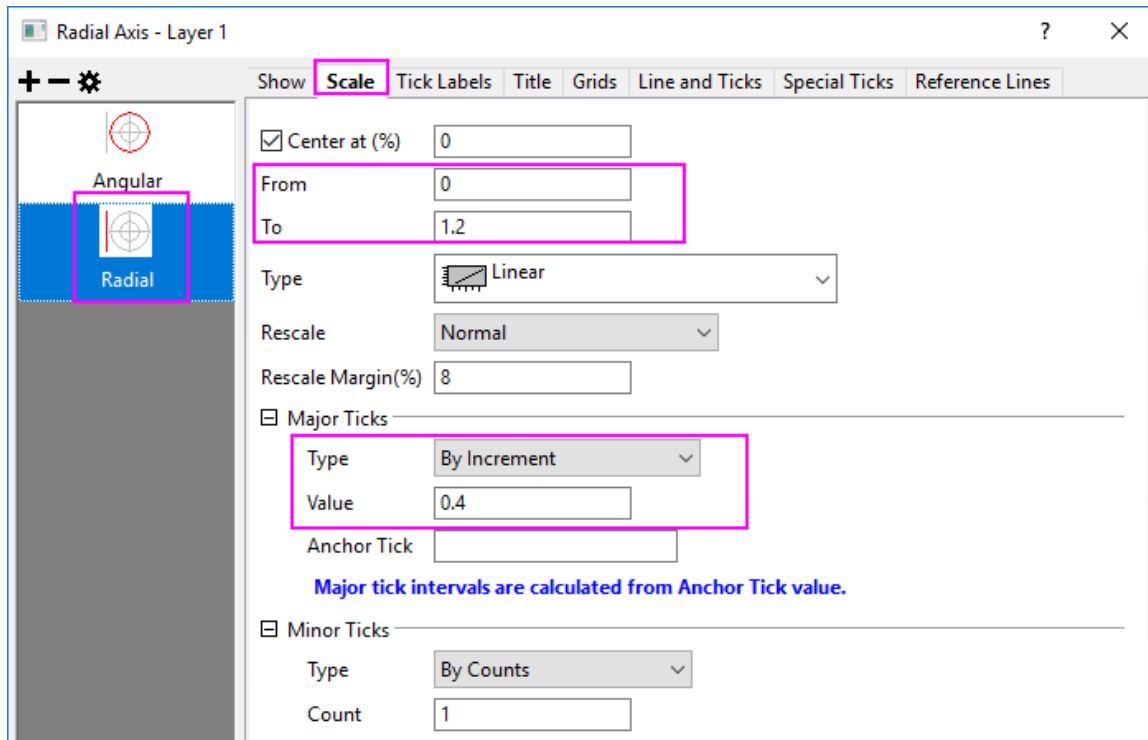 Radial Axis - Layer 1 ?
Show Scale Tick Labels Title Grids Line and Ticks Special Ticks Reference Lines
Angular
Radial
Center at (%) 0
From 0
To 1.2
Type Linear
Rescale Normal
Rescale Margin(%) 8
Major Ticks
Type By Increment
Value 0.4
Anchor Tick
Major tick intervals are calculated from Anchor Tick value.
Minor Ticks
Type By Counts
Count 1